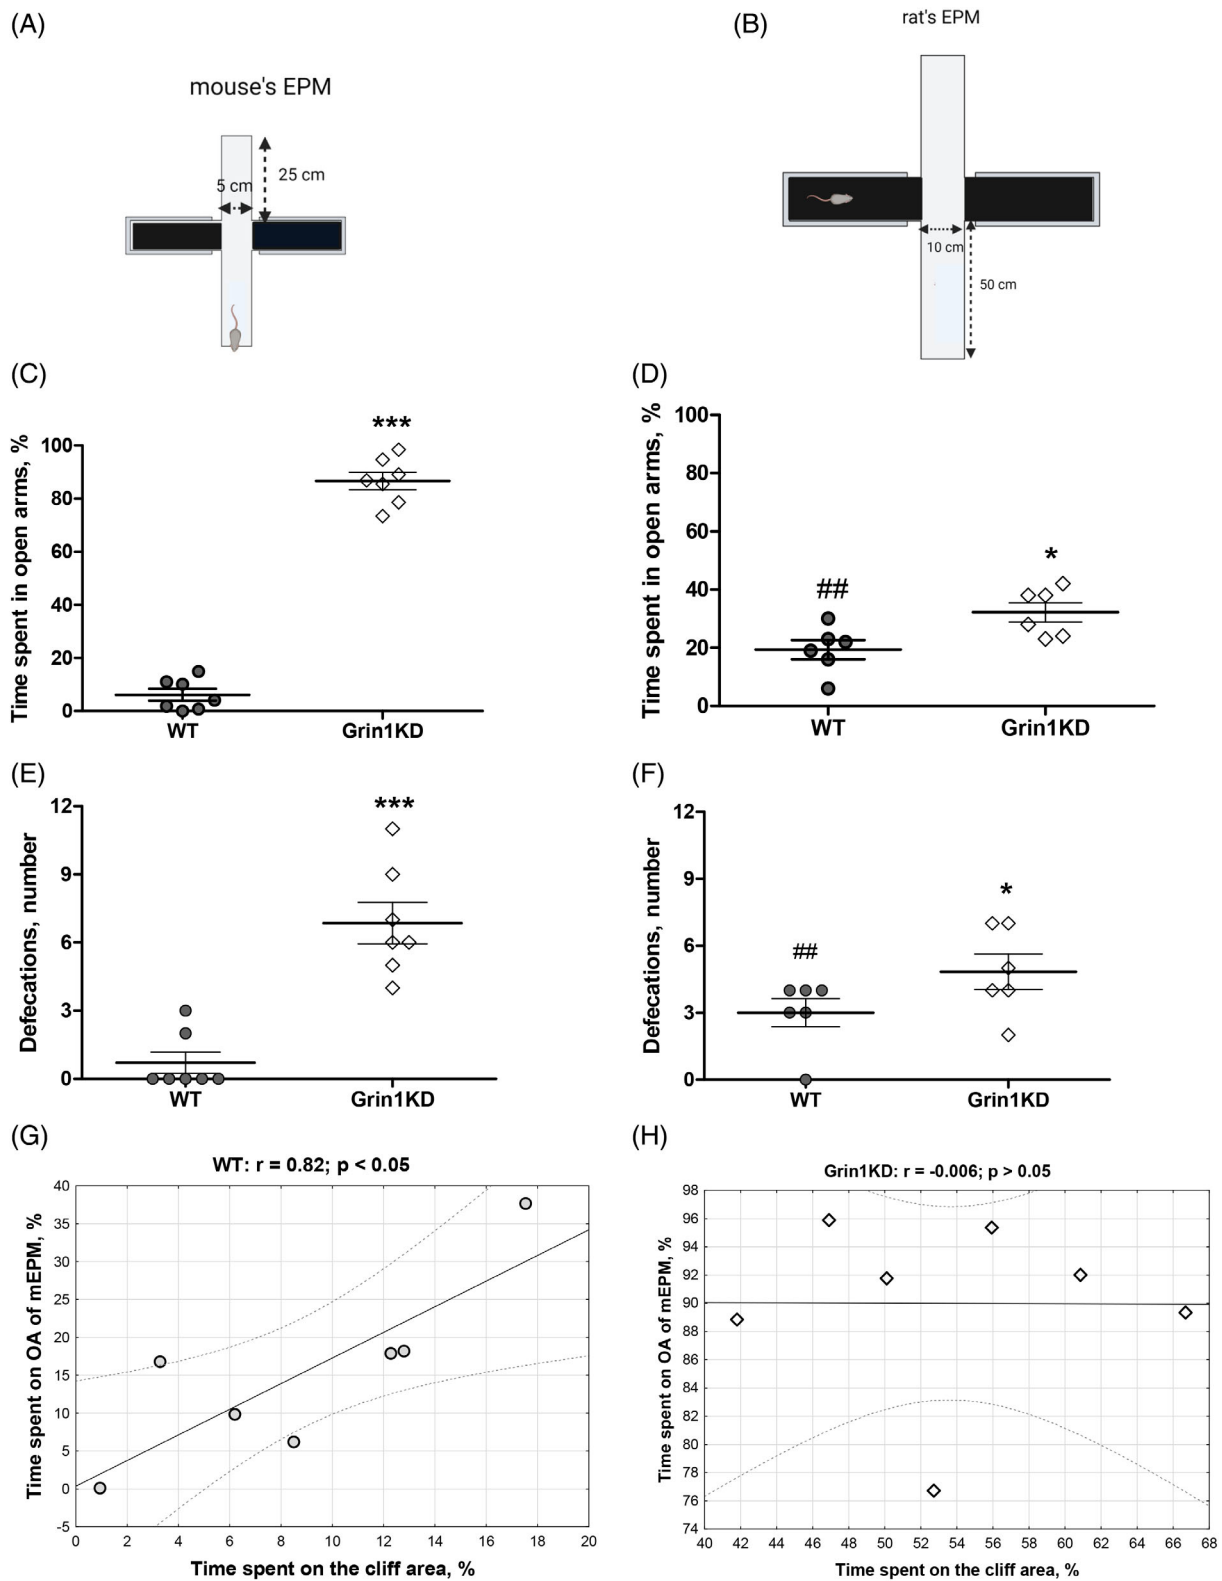 (A)
mouse's EPM
5 cm
25 cm
(B)
rat's EPM
10 cm
50 cm
(C)
Time spent in open arms, %
100
80
60
40
20
0
***
WT
Grin1KD
(D)
Time spent in open arms, %
100
80
60
40
20
0
##
*
WT
Grin1KD
(E)
Defecations, number
12
9
6
3
0
***
WT
Grin1KD
(F)
Defecations, number
12
9
6
3
0
##
*
WT
Grin1KD
(G)
WT: r = 0.82; p < 0.05
Time spent on OA of mEPM, %
40
35
30
25
20
15
10
5
0
-5
0 2 4 6 8 10 12 14 16 18 20
Time spent on the cliff area, %
(H)
Grin1KD: r = -0.006; p > 0.05
Time spent on OA of mEPM, %
98
96
94
92
90
88
86
84
82
80
78
76
74
40 42 44 46 48 50 52 54 56 58 60 62 64 66 68
Time spent on the cliff area, %